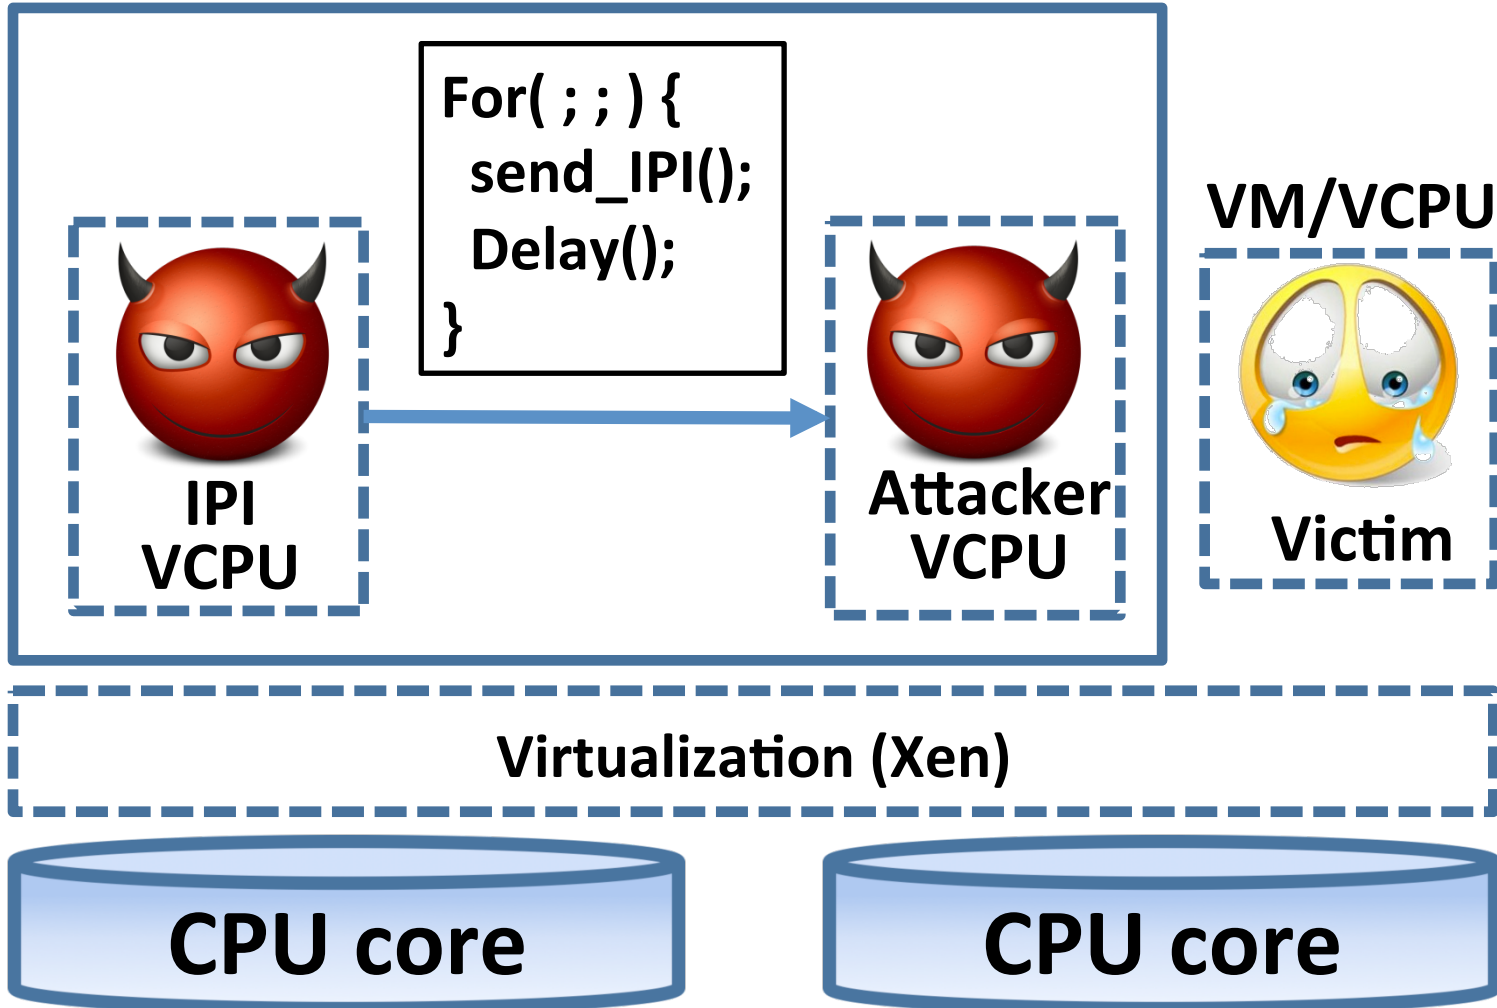 For( ; ; ) {
send_IPI();
Delay();
}
IPI
VCPU
Attacker
VCPU
VM/VCPU
Victim
Virtualization (Xen)
CPU core
CPU core